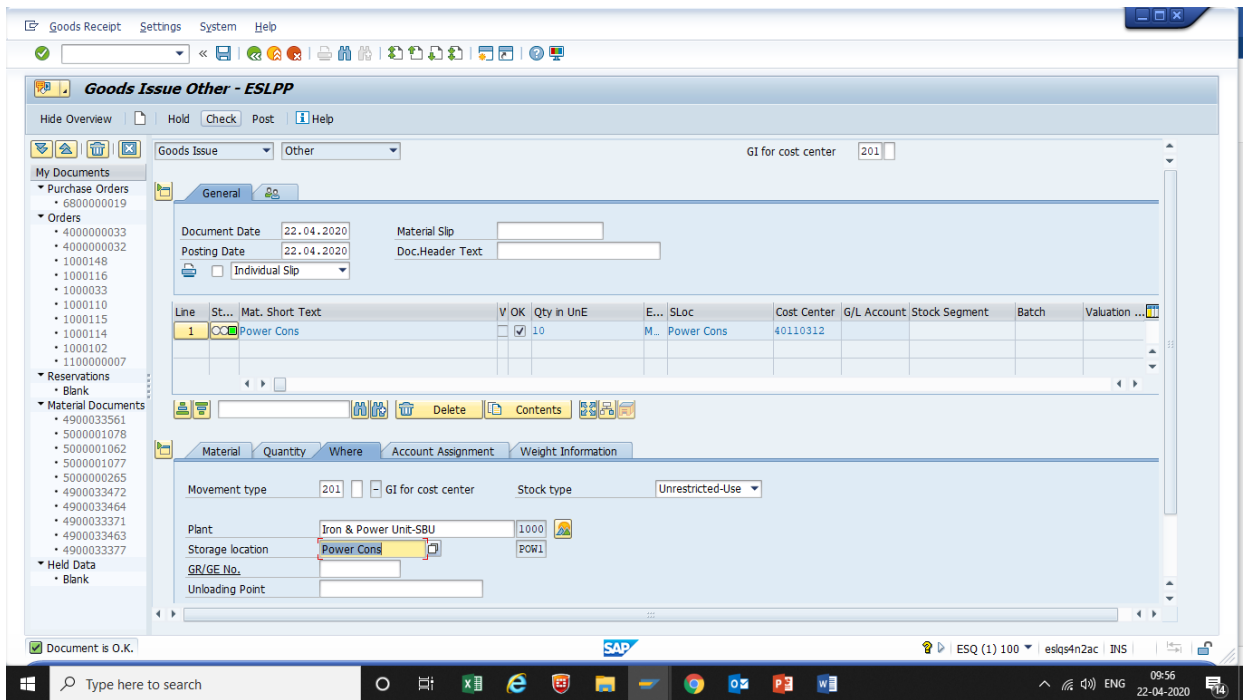 Goods Receipt Settings System Help
Goods Issue Other - ESLPP
Hide Overview Hold Check Post Help
Goods Issue Other GI for cost center 201
My Documents
Purchase Orders
• 6800000019
Orders
• 4000000033
• 4000000032
• 1000148
• 1000116
• 1000033
• 1000110
• 1000115
• 1000114
• 1000102
• 1100000007
Reservations
• Blank
Material Documents
• 4900033561
• 5000001078
• 5000001062
• 5000001077
• 5000000265
• 4900033472
• 4900033464
• 4900033371
• 4900033463
• 4900033377
Held Data
• Blank
General
Document Date 22.04.2020 Material Slip
Posting Date 22.04.2020 Doc.Header Text
Individual Slip
Line St... Mat. Short Text V OK Qty in UnE E... SLoc Cost Center G/L Account Stock Segment Batch Valuation ...
1 Power Cons 10 M... Power Cons 40110312
Delete Contents
Material Quantity Where Account Assignment Weight Information
Movement type 201 - GI for cost center Stock type Unrestricted-Use
Plant Iron & Power Unit-SBU 1000
Storage location Power Cons POW1
GR/GE No.
Unloading Point
Document is O.K. SAP ESQ (1) 100 eslqs4n2ac INS
Type here to search ENG 09:56
22-04-2020 14